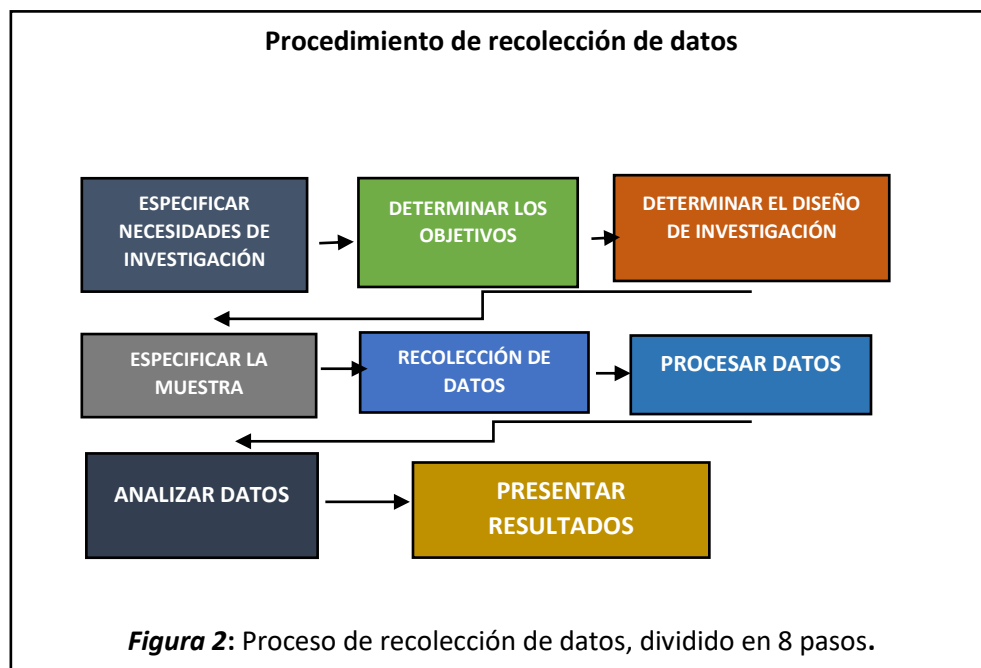 Procedimiento de recolección de datos
ESPECIFICAR
NECESIDADES DE
INVESTIGACIÓN
DETERMINAR LOS
OBJETIVOS
DETERMINAR EL DISEÑO
DE INVESTIGACIÓN
ESPECIFICAR LA
MUESTRA
RECOLECCIÓN DE
DATOS
PROCESAR DATOS
ANALIZAR DATOS
PRESENTAR
RESULTADOS
Figura 2: Proceso de recolección de datos, dividido en 8 pasos.